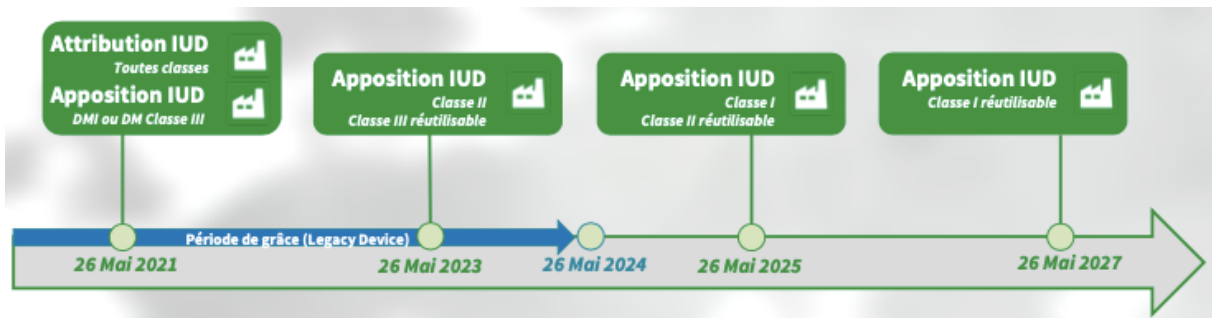 Attribution IUD
Toutes classes
Apposition IUD
DMI ou DM Classe III
Apposition IUD
Classe II
Classe III réutilisable
Apposition IUD
Classe I
Classe II réutilisable
Apposition IUD
Classe I réutilisable
Période de grâce (Legacy Device)
26 Mai 2021
26 Mai 2023
26 Mai 2024
26 Mai 2025
26 Mai 2027